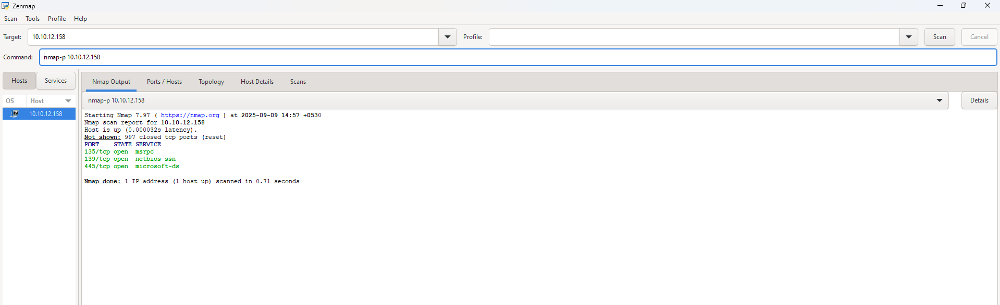 Zenmap
Scan Tools Profile Help
Target: 10.10.12.158 Profile: Scan Cancel
Command: nmap-p 10.10.12.158
Hosts Services Nmap Output Ports / Hosts Topology Host Details Scans
OS Host nmap-p 10.10.12.158 Details
10.10.12.158
Starting Nmap 7.97 ( https://nmap.org ) at 2025-09-09 14:57 +0530
Nmap scan report for 10.10.12.158
Host is up (0.000032s latency).
Not shown: 997 closed tcp ports (reset)
PORT STATE SERVICE
135/tcp open msrpc
139/tcp open netbios-ssn
445/tcp open microsoft-ds
Nmap done: 1 IP address (1 host up) scanned in 0.71 seconds